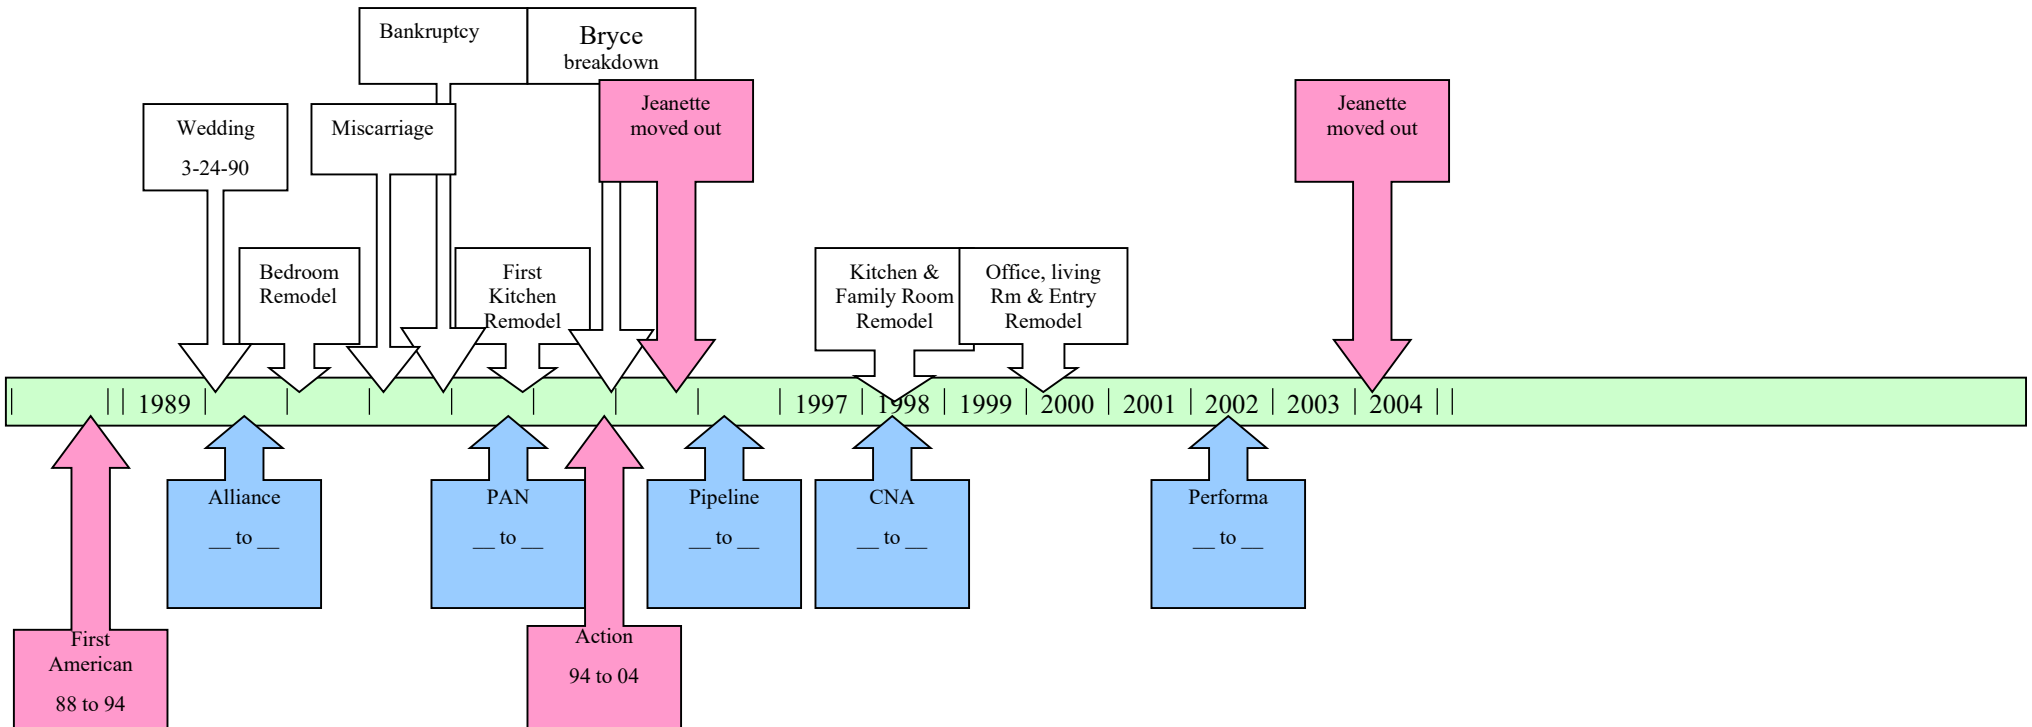 Bankruptcy
Bryce
breakdown
Jeanette
moved out
Jeanette
moved out
Wedding
3-24-90
Miscarriage
Bedroom
Remodel
First
Kitchen
Remodel
Kitchen &
Family Room
Remodel
Office, living
Rm & Entry
Remodel
| || 1989 | | | | | | | | 1997 | 1998 | 1999 | 2000 | 2001 | 2002 | 2003 | 2004 ||
Alliance
__ to __
PAN
__ to __
Pipeline
__ to __
CNA
__ to __
Performa
__ to __
First
American
88 to 94
Action
94 to 04